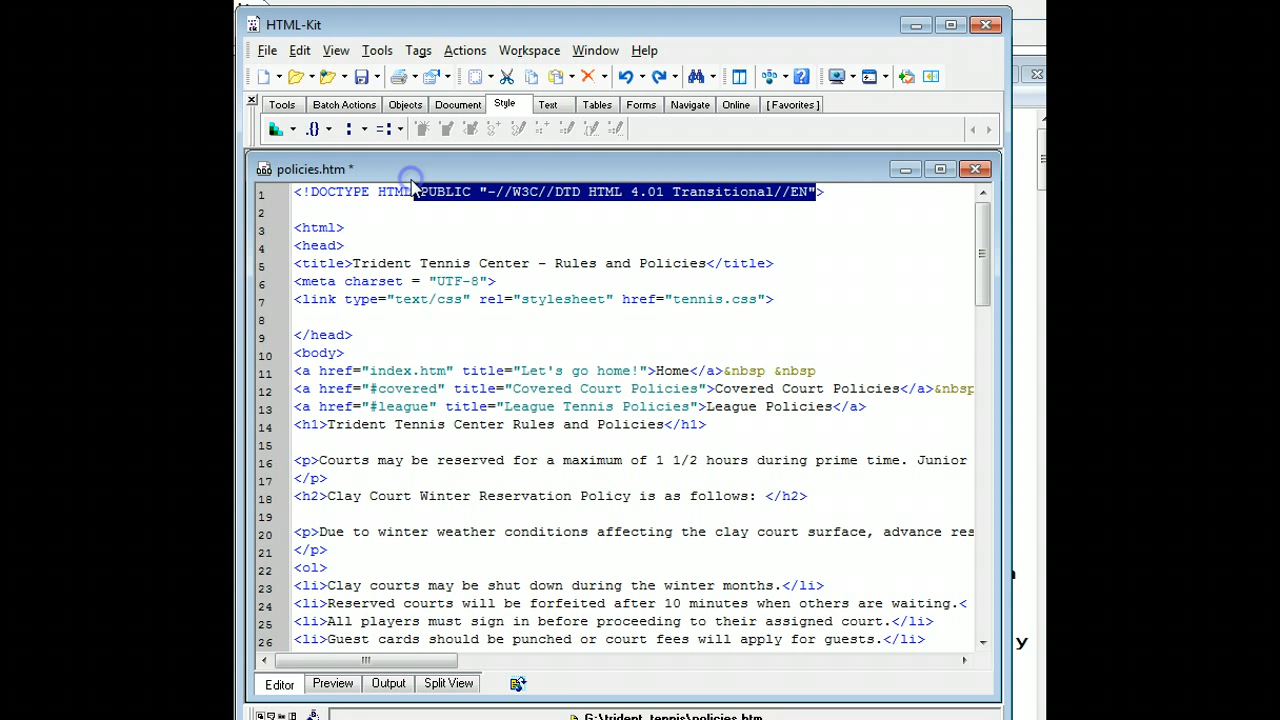 HTML-Kit
File Edit View Tools Tags Actions Workspace Window Help
Tools Batch Actions Objects Document Style Text Tables Forms Navigate Online [ Favorites ]
policies.htm *
1 <!DOCTYPE HTML PUBLIC "-//W3C//DTD HTML 4.01 Transitional//EN">
2
3 <html>
4 <head>
5 <title>Trident Tennis Center - Rules and Policies</title>
6 <meta charset = "UTF-8">
7 <link type="text/css" rel="stylesheet" href="tennis.css">
8
9 </head>
10 <body>
11 <a href="index.htm" title="Let's go home!">Home</a>&nbsp &nbsp
12 <a href="#covered" title="Covered Court Policies">Covered Court Policies</a>&nbsp
13 <a href="#league" title="League Tennis Policies">League Policies</a>
14 <h1>Trident Tennis Center Rules and Policies</h1>
15
16 <p>Courts may be reserved for a maximum of 1 1/2 hours during prime time. Junior
17 </p>
18 <h2>Clay Court Winter Reservation Policy is as follows: </h2>
19
20 <p>Due to winter weather conditions affecting the clay court surface, advance res
21 </p>
22 <ol>
23 <li>Clay courts may be shut down during the winter months.</li>
24 <li>Reserved courts will be forfeited after 10 minutes when others are waiting.<
25 <li>All players must sign in before proceeding to their assigned court.</li>
26 <li>Guest cards should be punched or court fees will apply for guests.</li>
y
Editor Preview Output Split View
G:\trident_tennis\policies.htm